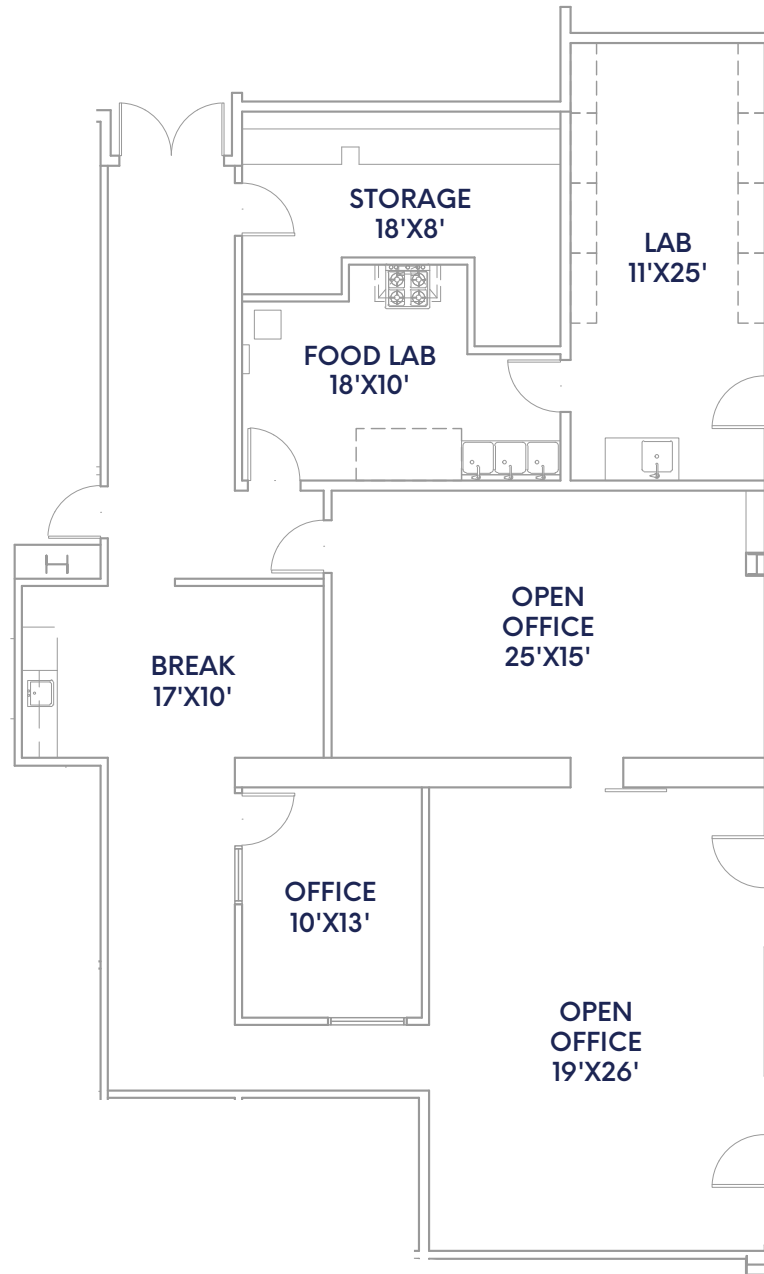 STORAGE
18'X8'
LAB
11'X25'
FOOD LAB
18'X10'
OPEN
OFFICE
25'X15'
BREAK
17'X10'
OFFICE
10'X13'
OPEN
OFFICE
19'X26'